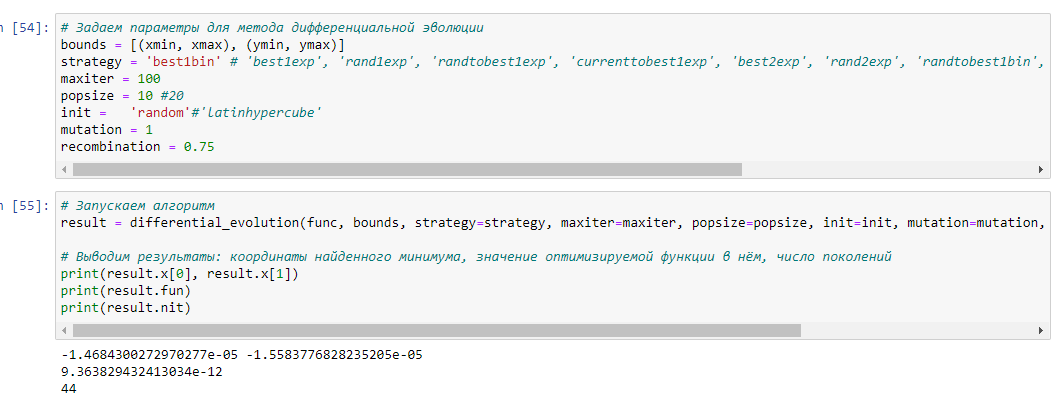 n [54]:
# Задаем параметры для метода дифференциальной эволюции
bounds = [(xmin, xmax), (ymin, ymax)]
strategy = 'best1bin' # 'best1exp', 'rand1exp', 'randtobest1exp', 'currenttobest1exp', 'best2exp', 'rand2exp', 'randtobest1bin',
maxiter = 100
popsize = 10 #20
init =   'random'#'latinhypercube'
mutation = 1
recombination = 0.75
n [55]:
# Запускаем алгоритм
result = differential_evolution(func, bounds, strategy=strategy, maxiter=maxiter, popsize=popsize, init=init, mutation=mutation,
# Выводим результаты: координаты найденного минимума, значение оптимизируемой функции в нём, число поколений
print(result.x[0], result.x[1])
print(result.fun)
print(result.nit)
-1.4684300272970277e-05 -1.5583776828235205e-05
9.363829432413034e-12
44